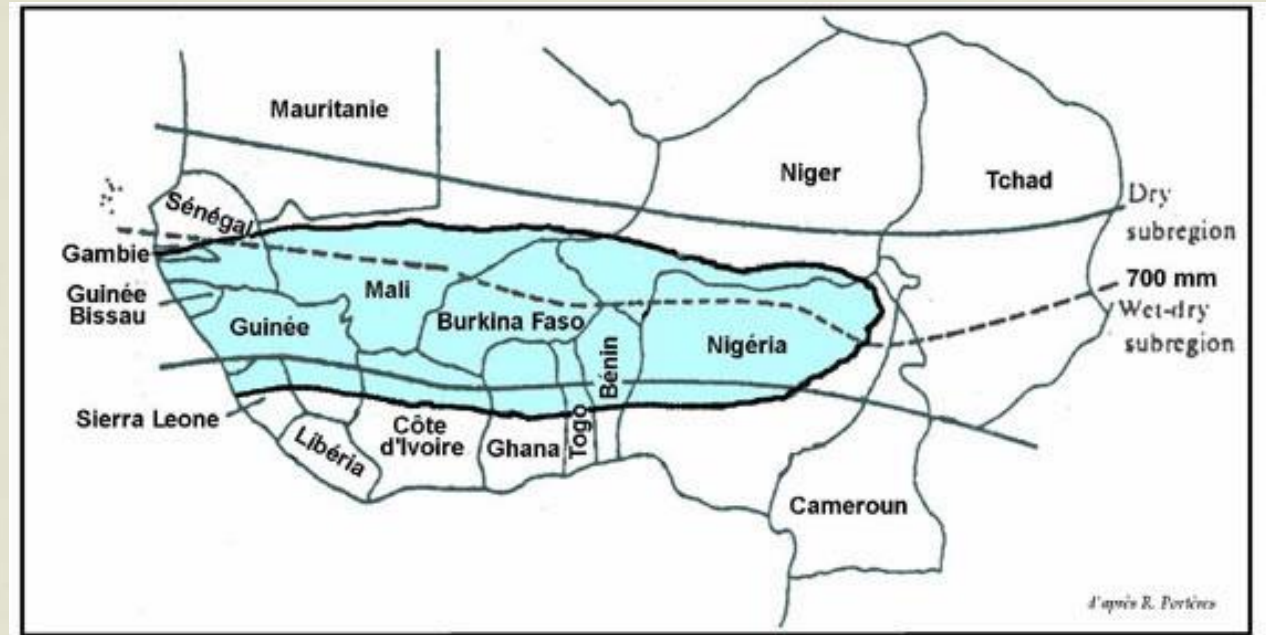 Mauritanie
Niger
Tchad
Dry
subregion
Sénégal
Gambie
700 mm
Guinée
Bissau
Mali
Wet-dry
subregion
Guinée
Burkina Faso
Bénin
Nigéria
Sierra Leone
Libéria
Côte
d'Ivoire
Ghana
Togo
Cameroun
d'après R. Portères